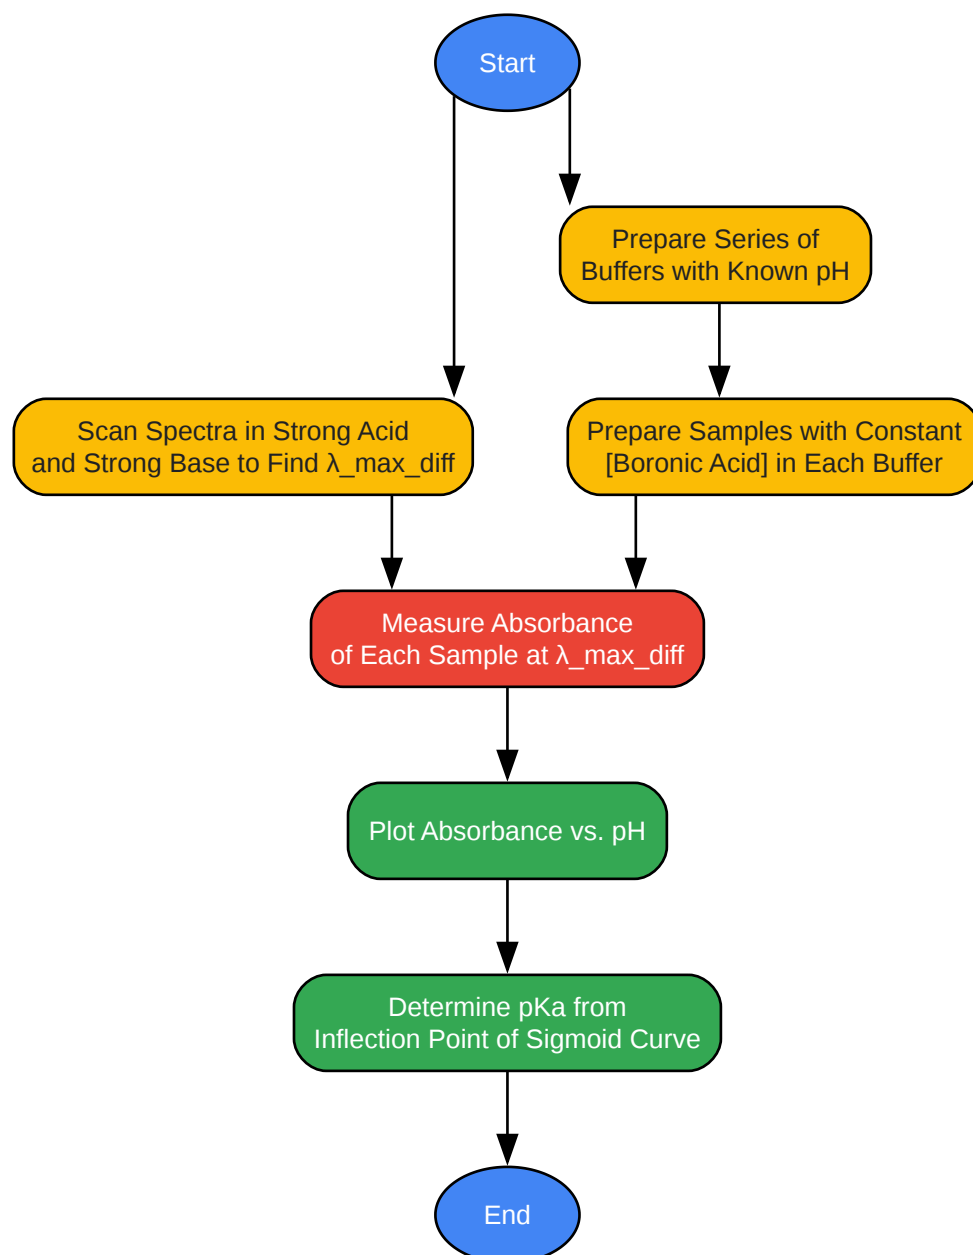 Start
Prepare Series of
Buffers with Known pH
Scan Spectra in Strong Acid
and Strong Base to Find λ_max_diff
Prepare Samples with Constant
[Boronic Acid] in Each Buffer
Measure Absorbance
of Each Sample at λ_max_diff
Plot Absorbance vs. pH
Determine pKa from
Inflection Point of Sigmoid Curve
End